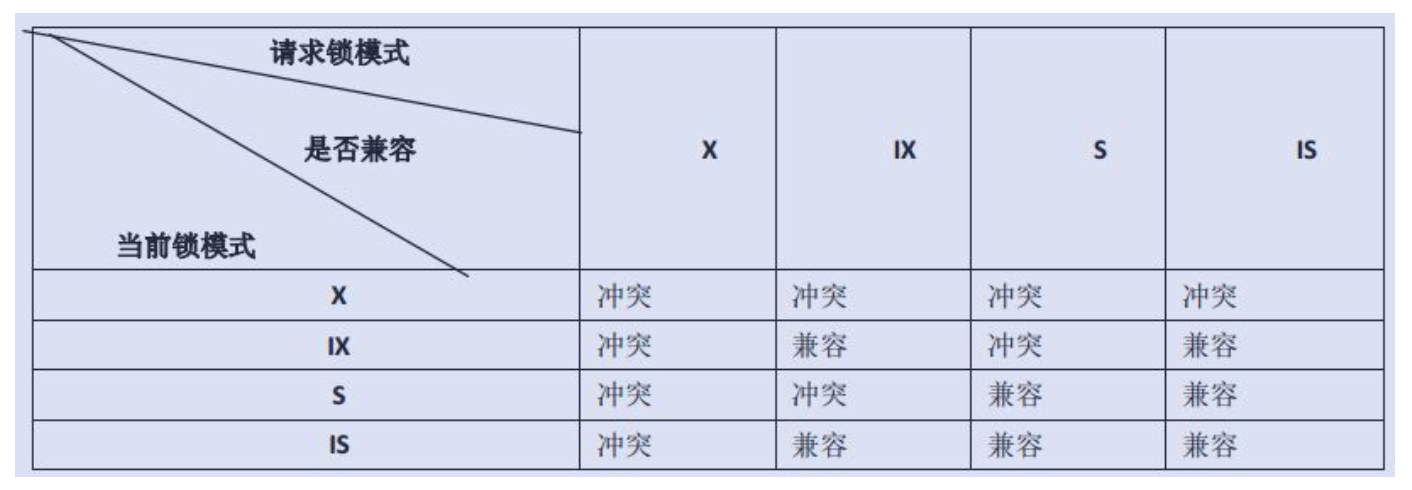 请求锁模式
是否兼容
当前锁模式
X IX S IS
X 冲突 冲突 冲突 冲突
IX 冲突 兼容 冲突 兼容
S 冲突 冲突 兼容 兼容
IS 冲突 兼容 兼容 兼容